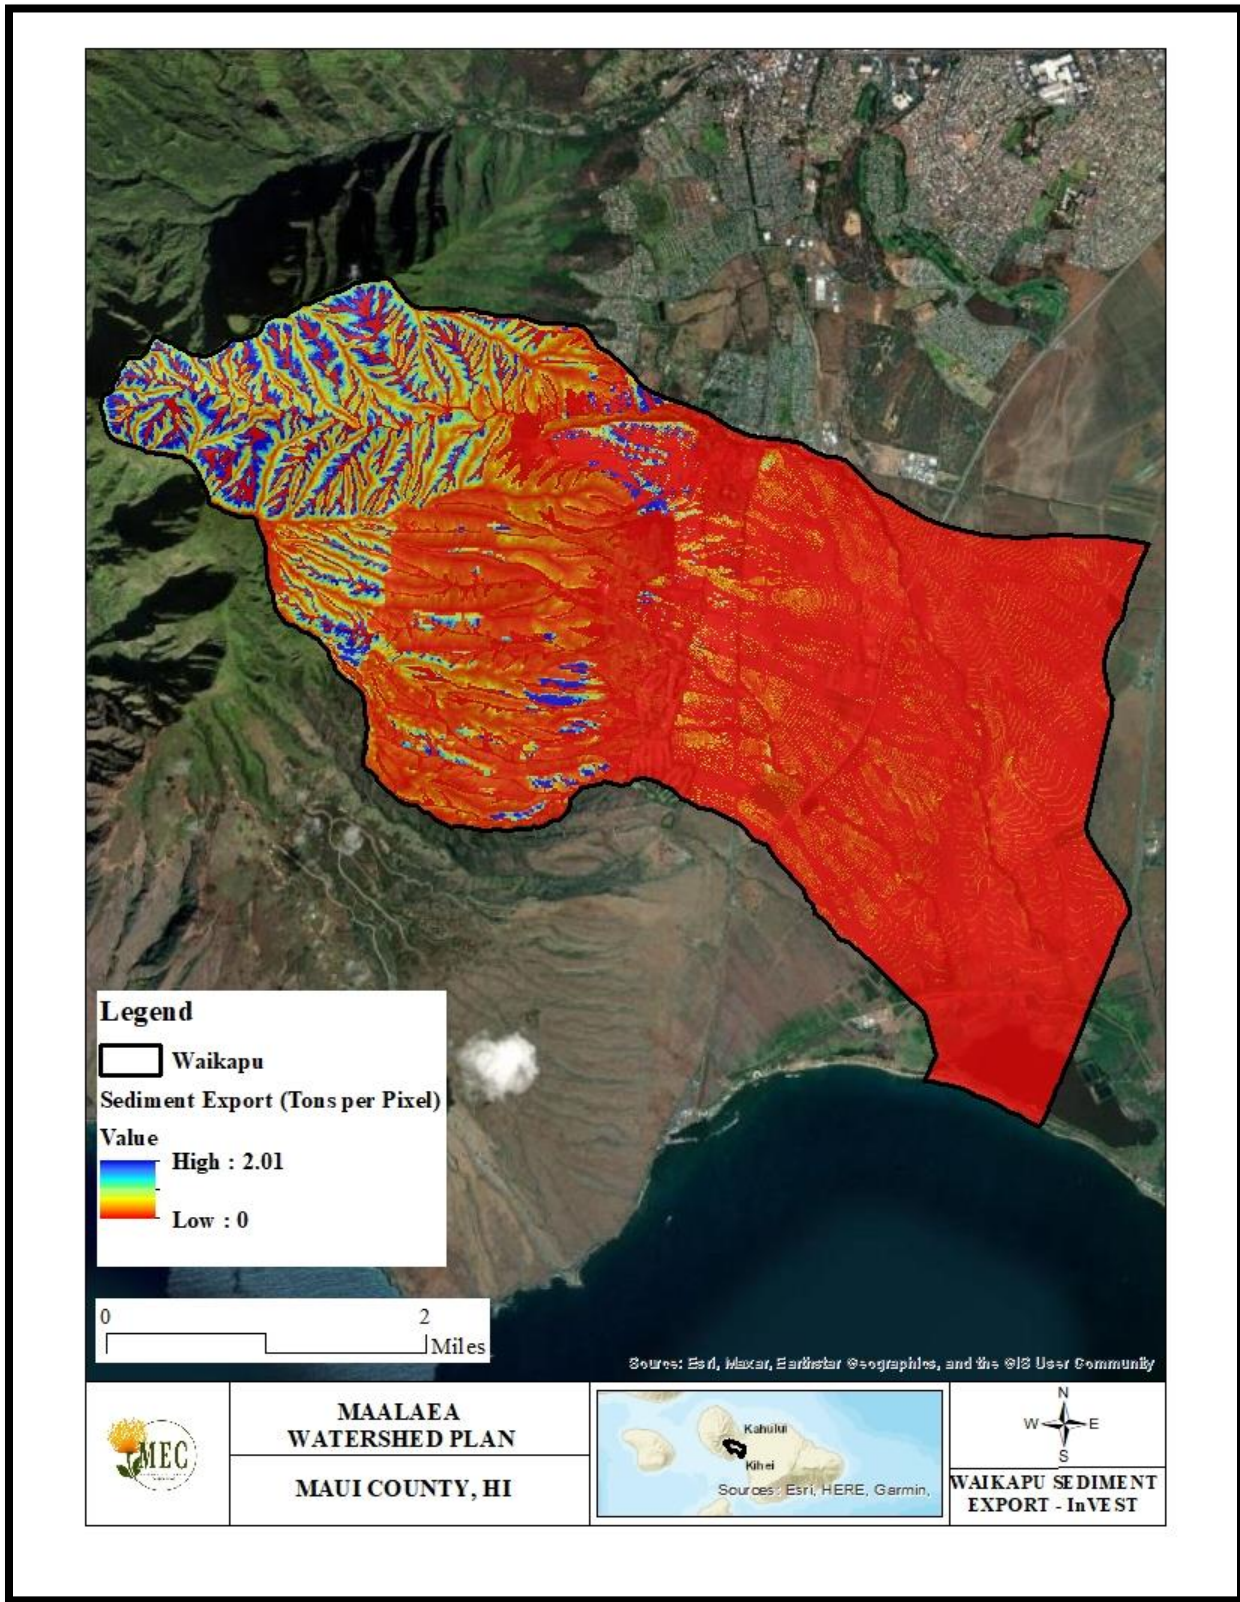 Legend
Waikapu
Sediment Export (Tons per Pixel)
Value
High : 2.01
Low : 0
0 2
Miles
Source: Esri, Maxar, Earthstar Geographics, and the GIS User Community
MEC
MAALAEA
WATERSHED PLAN
MAUI COUNTY, HI
Kahului
Kihei
Sources: Esri, HERE, Garmin,
N
W E
S
WAIKAPU SEDIMENT
EXPORT - InVEST